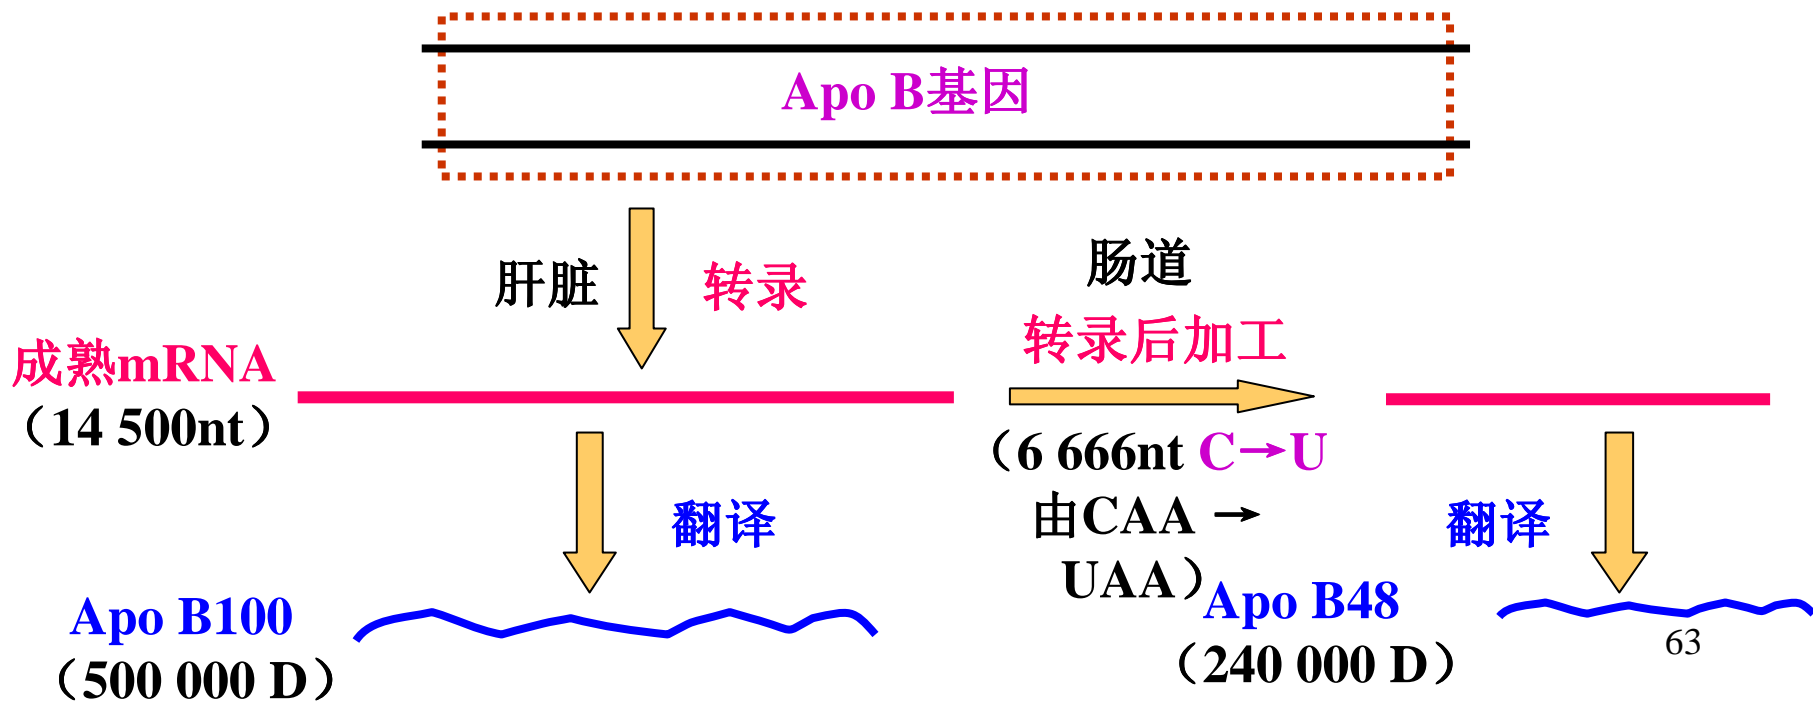 Apo B基因
肝脏
转录
肠道
转录后加工
成熟mRNA
（14 500nt）
（6 666nt C→U
由CAA →
UAA）
翻译
翻译
Apo B100
（500 000 D）
Apo B48
（240 000 D）
63